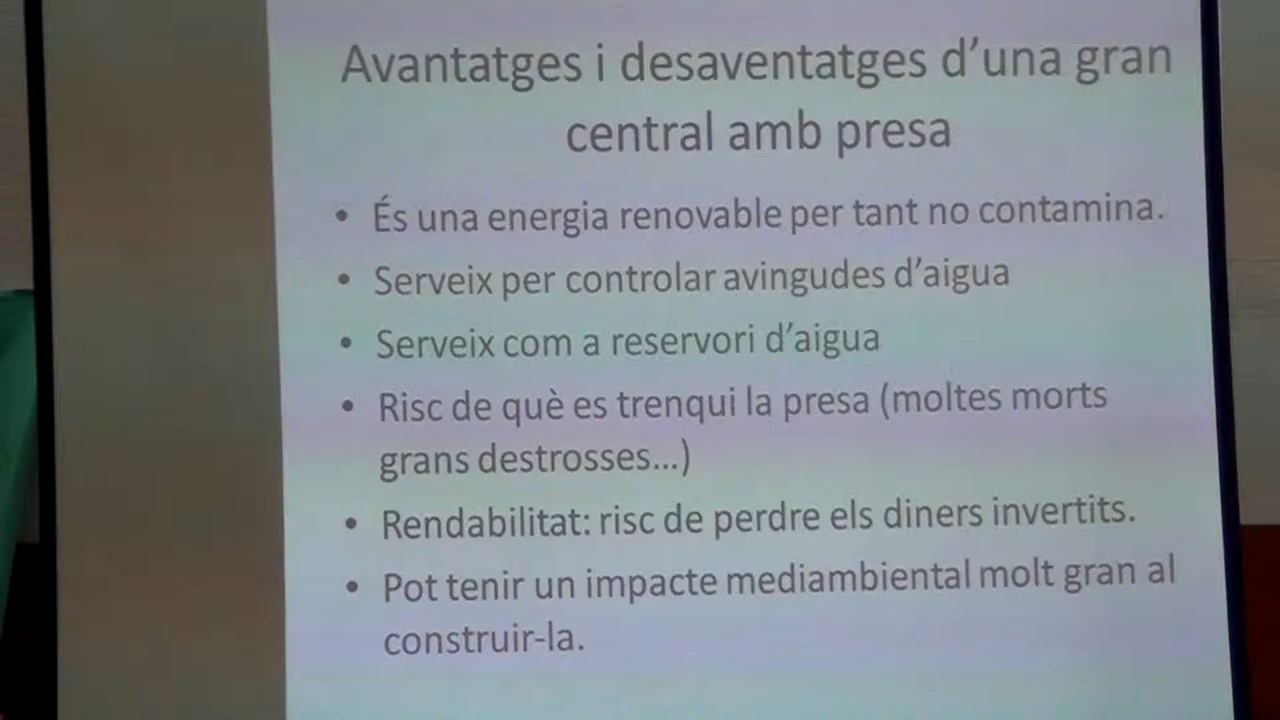 Avantatges i desaventatges d'una gran
central amb presa
• És una energia renovable per tant no contamina.
• Serveix per controlar avingudes d'aigua
• Serveix com a reservori d'aigua
• Risc de què es trenqui la presa (moltes morts
grans destrosses...)
• Rendabilitat: risc de perdre els diners invertits.
• Pot tenir un impacte mediambiental molt gran al
construir-la.